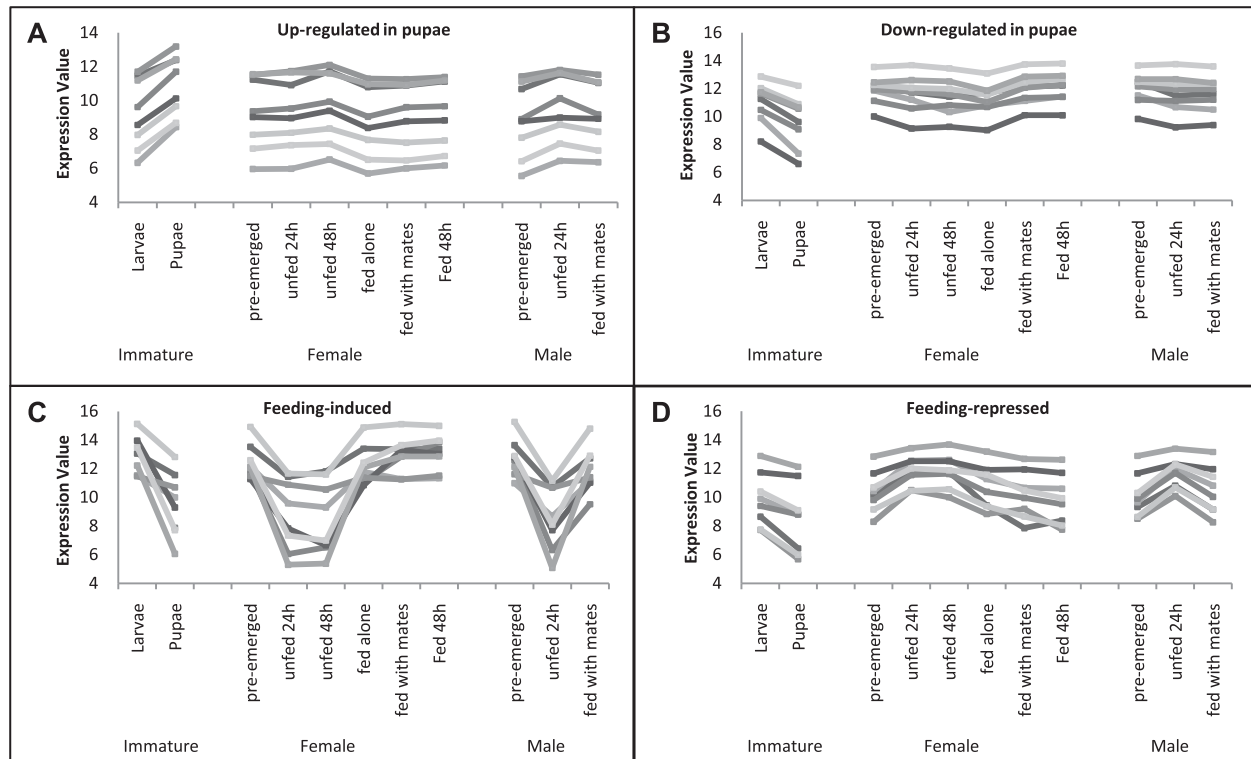 A
Up-regulated in pupae
Expression Value
14
12
10
8
6
4
Larvae
Pupae
pre-emerged
unfed 24h
unfed 48h
fed alone
fed with mates
Fed 48h
pre-emerged
unfed 24h
fed with mates
Immature
Female
Male
B
Down-regulated in pupae
Expression Value
16
14
12
10
8
6
4
Larvae
Pupae
pre-emerged
unfed 24h
unfed 48h
fed alone
fed with mates
Fed 48h
pre-emerged
unfed 24h
fed with mates
Immature
Female
Male
C
Feeding-induced
Expression Value
16
14
12
10
8
6
4
Larvae
Pupae
pre-emerged
unfed 24h
unfed 48h
fed alone
fed with mates
Fed 48h
pre-emerged
unfed 24h
fed with mates
Immature
Female
Male
D
Feeding-repressed
Expression Value
16
14
12
10
8
6
4
Larvae
Pupae
pre-emerged
unfed 24h
unfed 48h
fed alone
fed with mates
Fed 48h
pre-emerged
unfed 24h
fed with mates
Immature
Female
Male